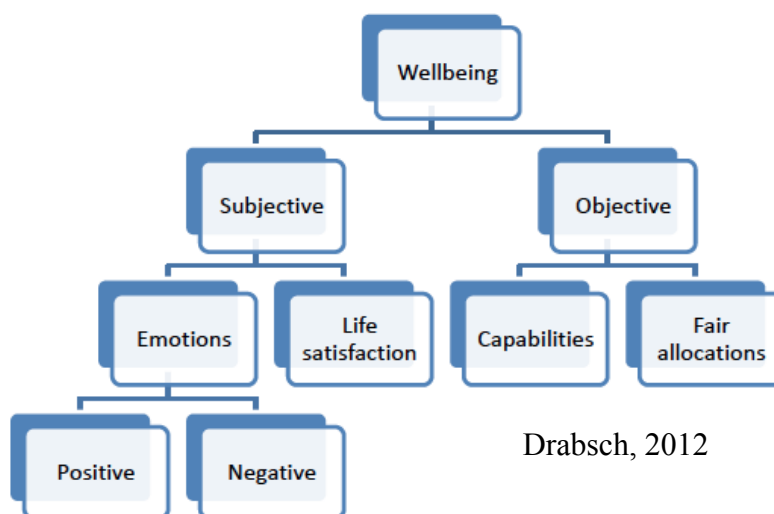 Wellbeing
Subjective
Objective
Emotions
Life
satisfaction
Capabilities
Fair
allocations
Positive
Negative
Drabsch, 2012